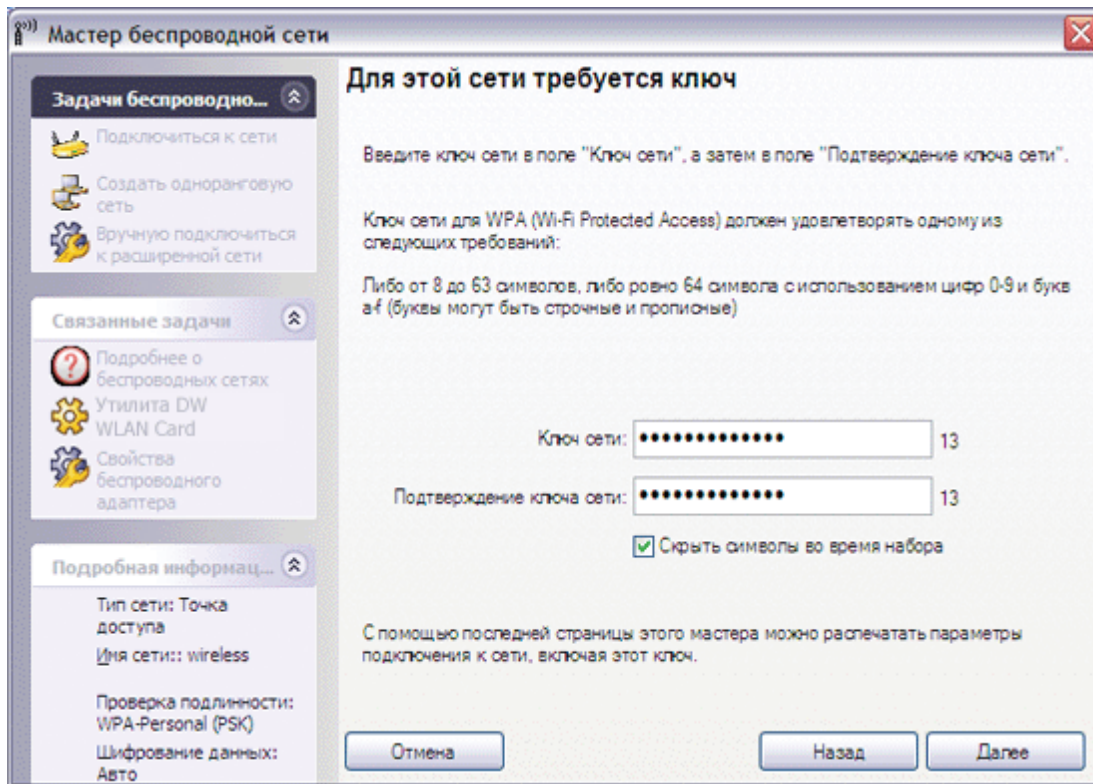 Мастер беспроводной сети
Задачи беспроводно...
Подключиться к сети
Создать одноранговую
сеть
Вручную подключиться
к расширенной сети
Связанные задачи
Подробнее о
беспроводных сетях
Утилита DW
WLAN Card
Свойства
беспроводного
адаптера
Подробная информац...
Тип сети: Точка
доступа
Имя сети:: wireless
Проверка подлинности:
WPA-Personal (PSK)
Шифрование данных:
Авто
Для этой сети требуется ключ
Введите ключ сети в поле "Ключ сети", а затем в поле "Подтверждение ключа сети".
Ключ сети для WPA (Wi-Fi Protected Access) должен удовлетворять одному из
следующих требований:
Либо от 8 до 63 символов, либо ровно 64 символа с использованием цифр 0-9 и букв
a-f (буквы могут быть строчные и прописные)
Ключ сети: ••••••••••••• 13
Подтверждение ключа сети: ••••••••••••• 13
Скрыть символы во время набора
С помощью последней страницы этого мастера можно распечатать параметры
подключения к сети, включая этот ключ.
Отмена Назад Далее